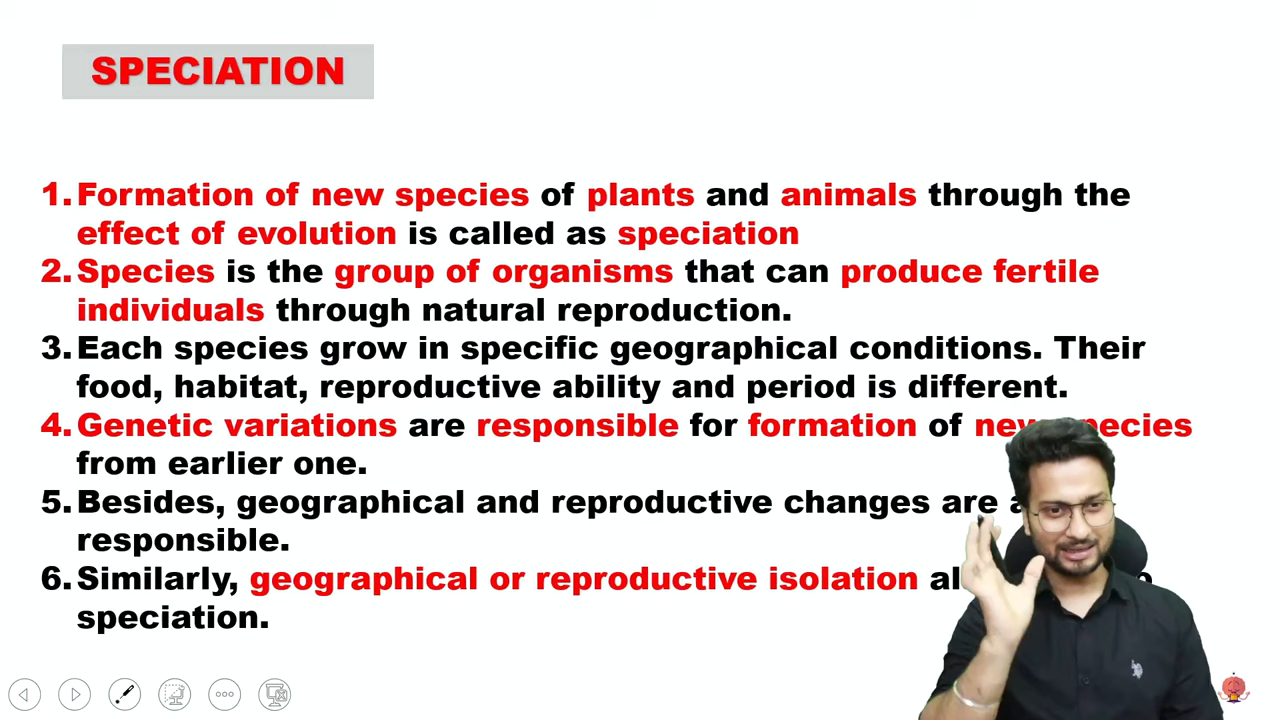 SPECIATION
1. Formation of new species of plants and animals through the
effect of evolution is called as speciation
2. Species is the group of organisms that can produce fertile
individuals through natural reproduction.
3. Each species grow in specific geographical conditions. Their
food, habitat, reproductive ability and period is different.
4. Genetic variations are responsible for formation of new species
from earlier one.
5. Besides, geographical and reproductive changes are
responsible.
6. Similarly, geographical or reproductive isolation
speciation.